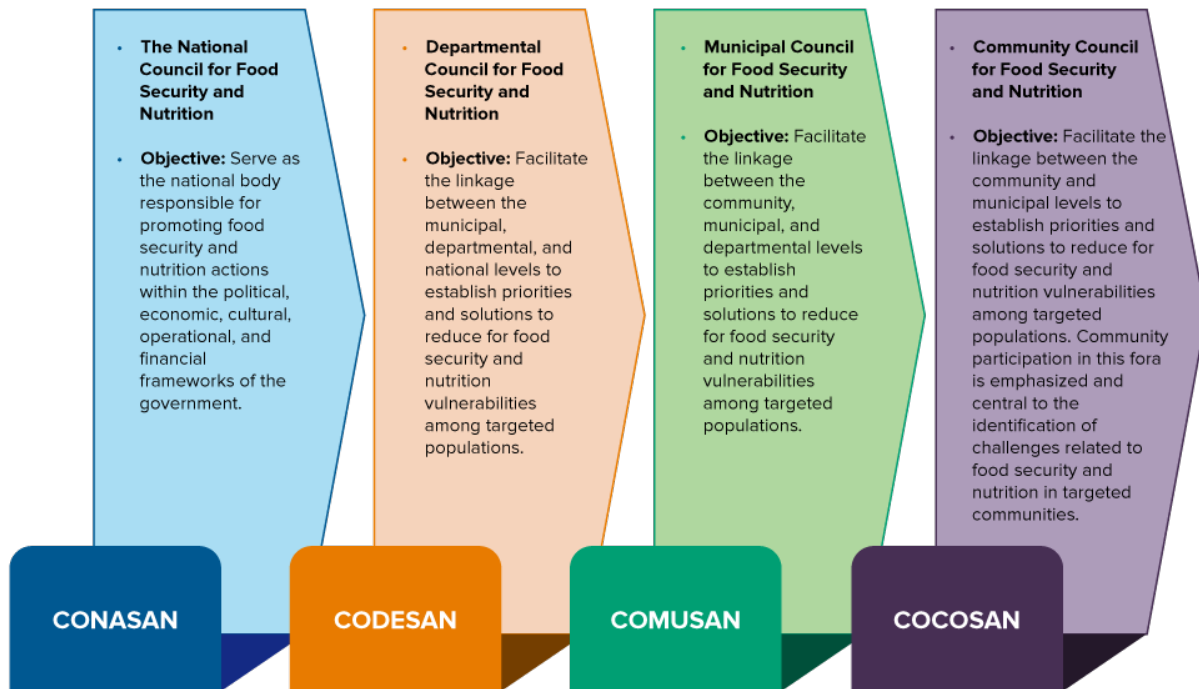 • The National
Council for Food
Security and
Nutrition
• Objective: Serve as
the national body
responsible for
promoting food
security and
nutrition actions
within the political,
economic, cultural,
operational, and
financial
frameworks of the
government.
CONASAN
• Departmental
Council for Food
Security and
Nutrition
• Objective: Facilitate
the linkage
between the
municipal,
departmental, and
national levels to
establish priorities
and solutions to
reduce for food
security and
nutrition
vulnerabilities
among targeted
populations.
CODESAN
• Municipal Council
for Food Security
and Nutrition
• Objective: Facilitate
the linkage
between the
community,
municipal, and
departmental levels
to establish
priorities and
solutions to reduce
for food security
and nutrition
vulnerabilities
among targeted
populations.
COMUSAN
• Community Council
for Food Security
and Nutrition
• Objective: Facilitate the
linkage between the
community and
municipal levels to
establish priorities and
solutions to reduce for
food security and
nutrition vulnerabilities
among targeted
populations. Community
participation in this fora
is emphasized and
central to the
identification of
challenges related to
food security and
nutrition in targeted
communities.
COCOSAN